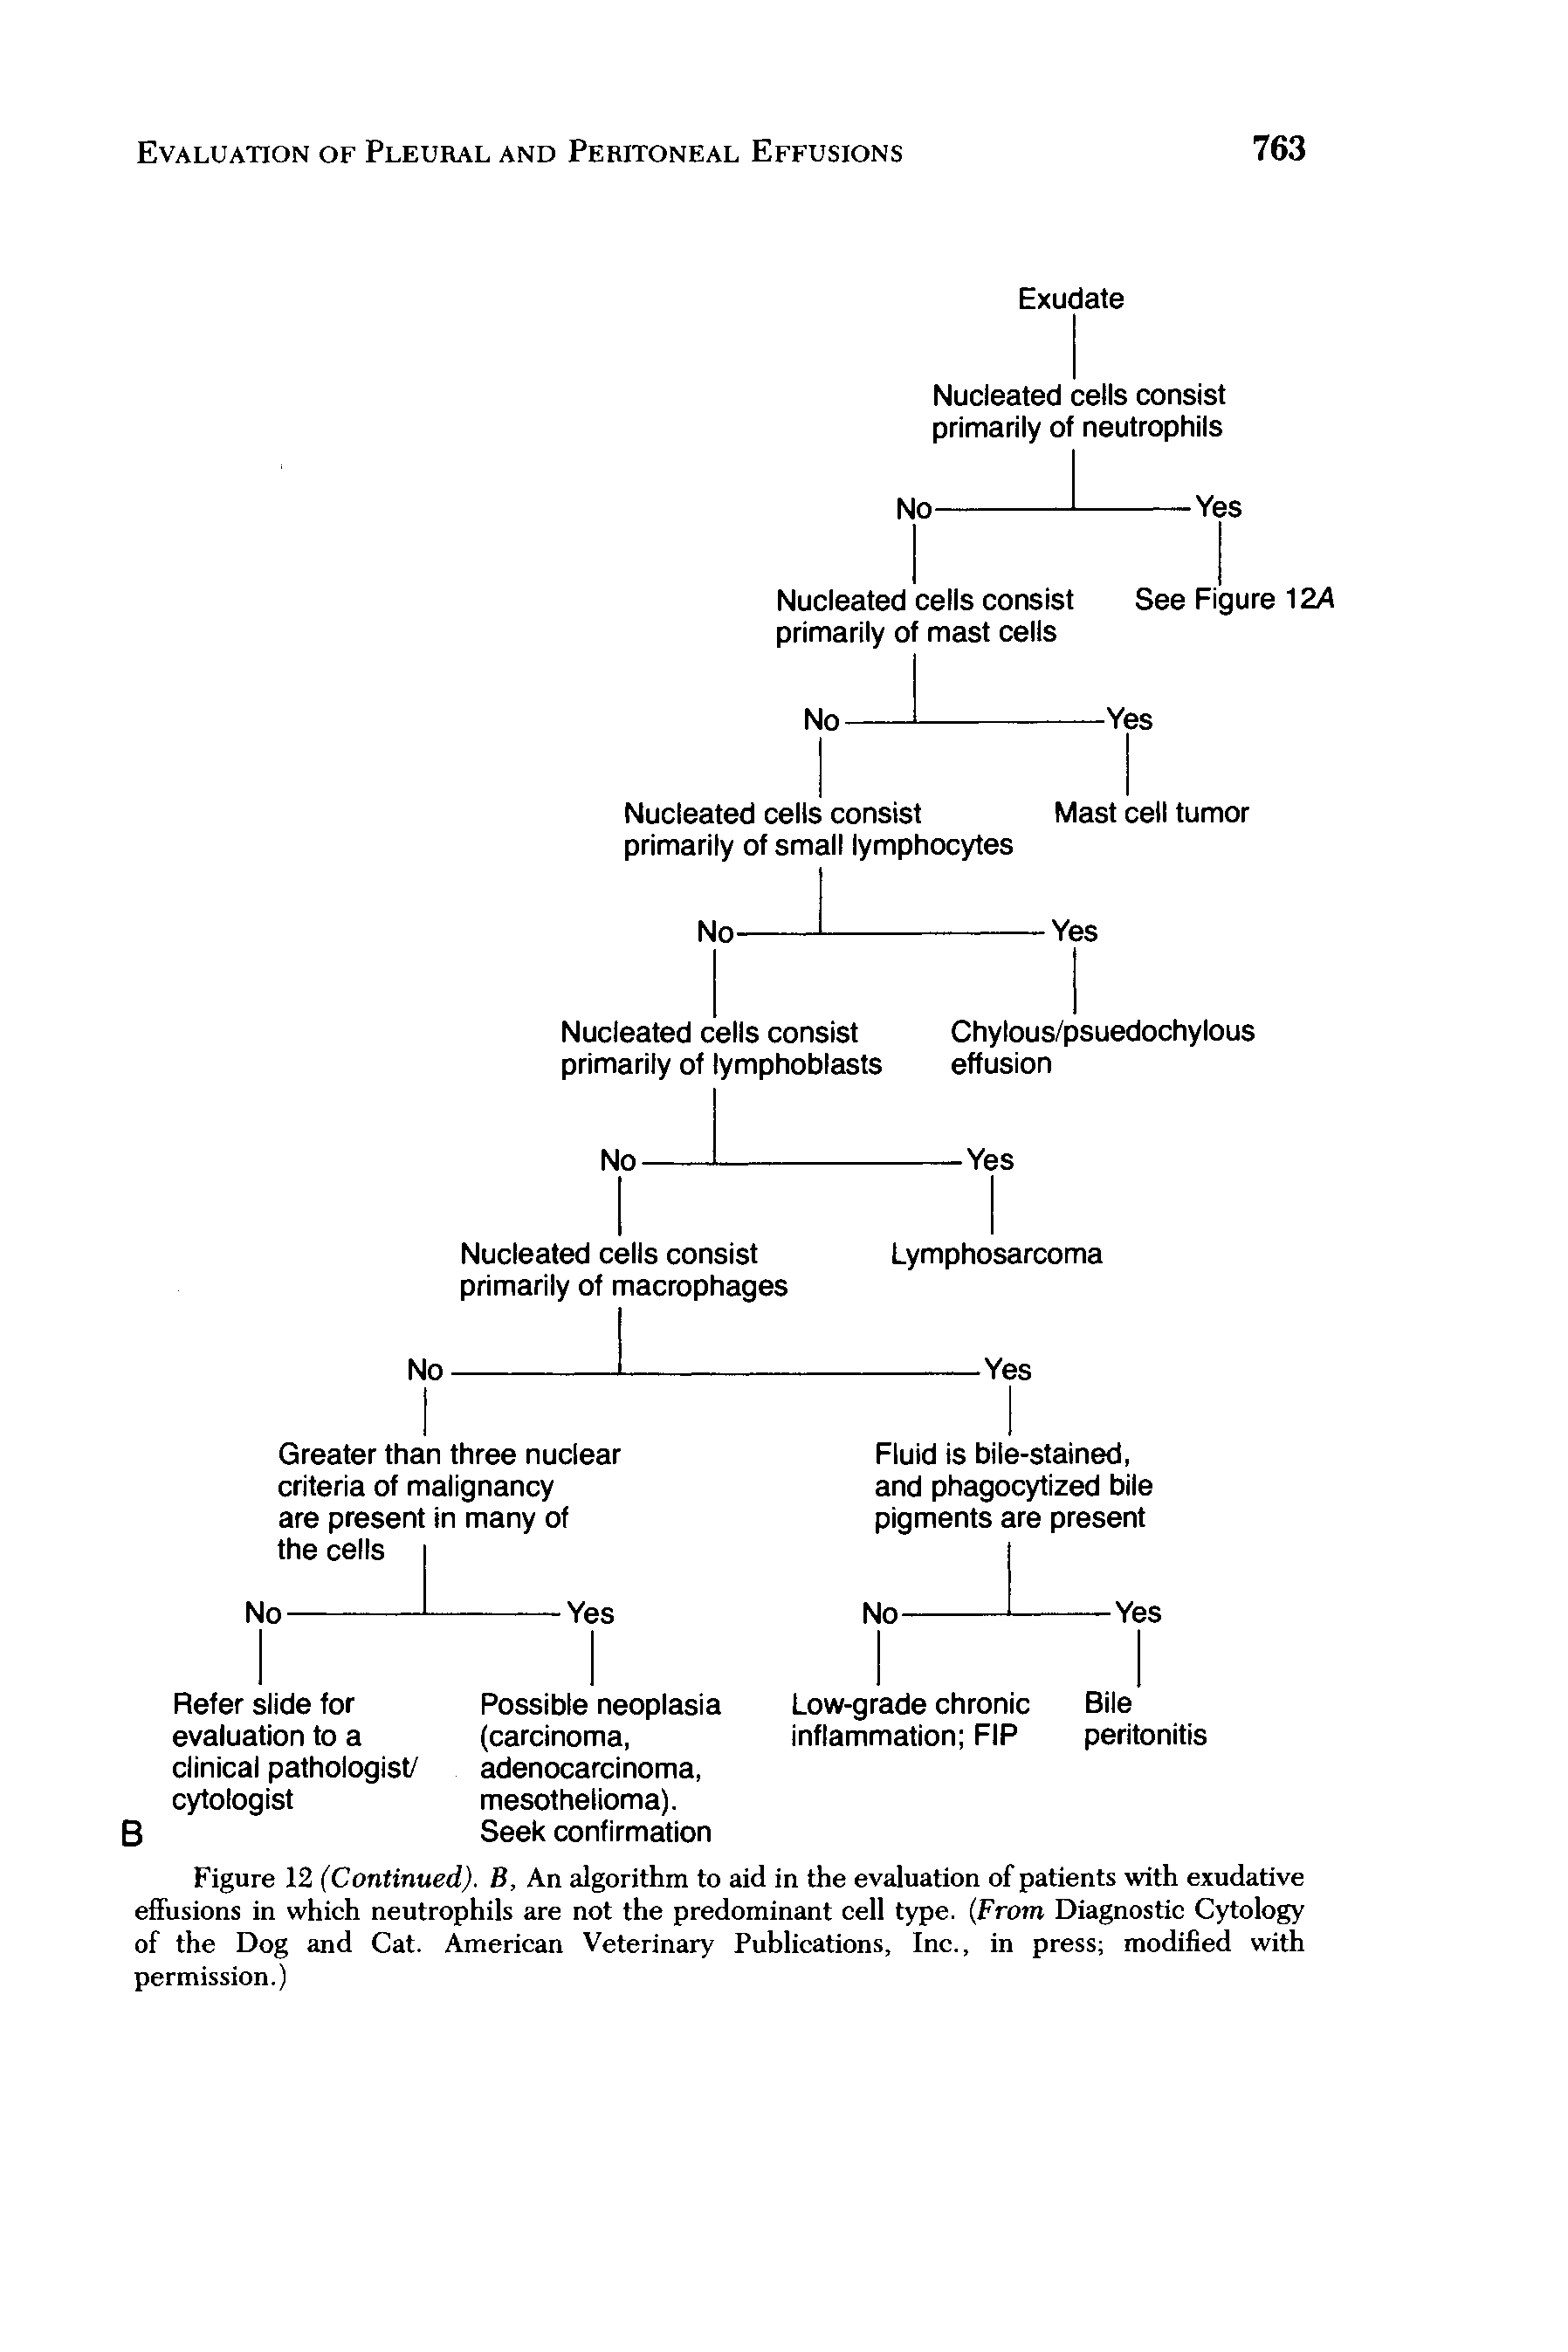 EVALUATION OF PLEURAL AND PERITONEAL EFFUSIONS 763
Exudate
Nucleated cells consist
primarily of neutrophils
No Yes
Nucleated cells consist
primarily of mast cells
See Figure 12A
No Yes
Nucleated cells consist
primarily of small lymphocytes
Mast cell tumor
No Yes
Nucleated cells consist
primarily of lymphoblasts
Chylous/psuedochylous
effusion
No Yes
Nucleated cells consist
primarily of macrophages
Lymphosarcoma
No Yes
Greater than three nuclear
criteria of malignancy
are present in many of
the cells
Fluid is bile-stained,
and phagocytized bile
pigments are present
No Yes
No Yes
Refer slide for
evaluation to a
clinical pathologist/
cytologist
Possible neoplasia
(carcinoma,
adenocarcinoma,
mesothelioma).
Seek confirmation
Low-grade chronic
inflammation; FIP
Bile
peritonitis
B
Figure 12 (Continued). B, An algorithm to aid in the evaluation of patients with exudative
effusions in which neutrophils are not the predominant cell type. (From Diagnostic Cytology
of the Dog and Cat. American Veterinary Publications, Inc., in press; modified with
permission.)